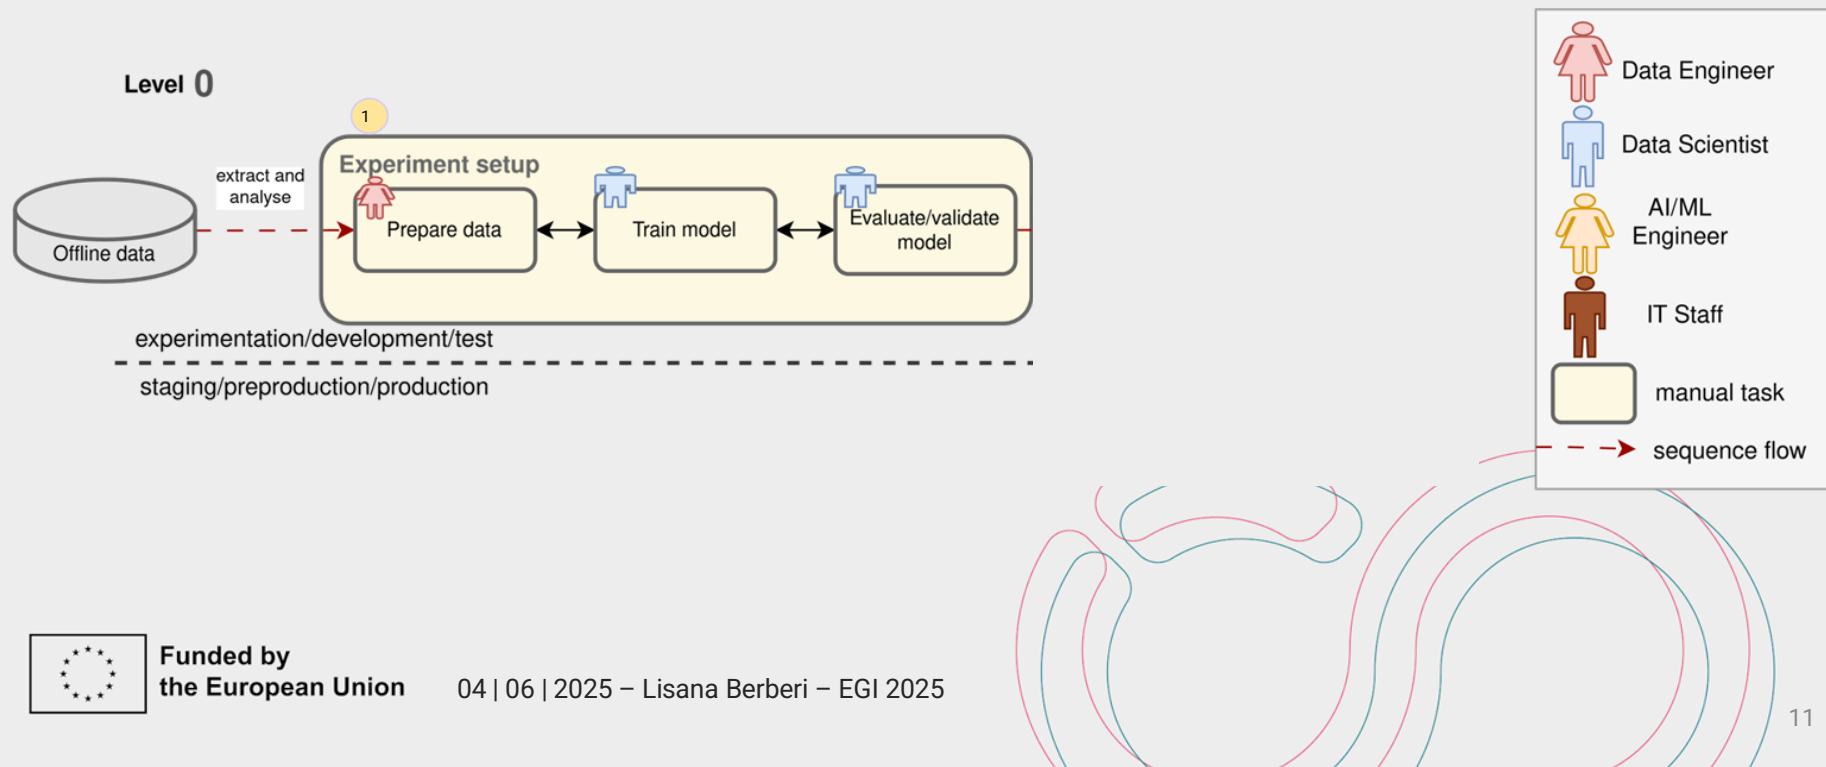 Level 0
1
Experiment setup
extract and
analyse
Offline data
Prepare data
Train model
Evaluate/validate
model
experimentation/development/test
staging/preproduction/production
Data Engineer
Data Scientist
AI/ML
Engineer
IT Staff
manual task
sequence flow
Funded by
the European Union
04 | 06 | 2025 – Lisana Berberi – EGI 2025
11